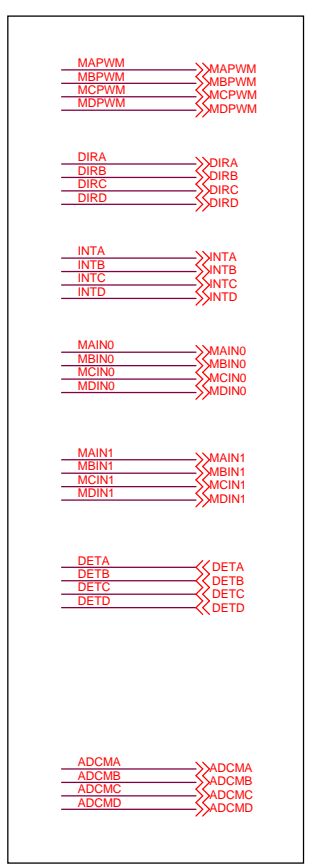 MAPWM MAPWM
MBPWM MBPWM
MCPWM MCPWM
MDPWM MDPWM
DIRA DIRA
DIRB DIRB
DIRC DIRC
DIRD DIRD
INTA INTA
INTB INTB
INTC INTC
INTD INTD
MAIN0 MAIN0
MBIN0 MBIN0
MCIN0 MCIN0
MDIN0 MDIN0
MAIN1 MAIN1
MBIN1 MBIN1
MCIN1 MCIN1
MDIN1 MDIN1
DETA DETA
DETB DETB
DETC DETC
DETD DETD
ADCMA ADCMA
ADCMB ADCMB
ADCMC ADCMC
ADCMD ADCMD